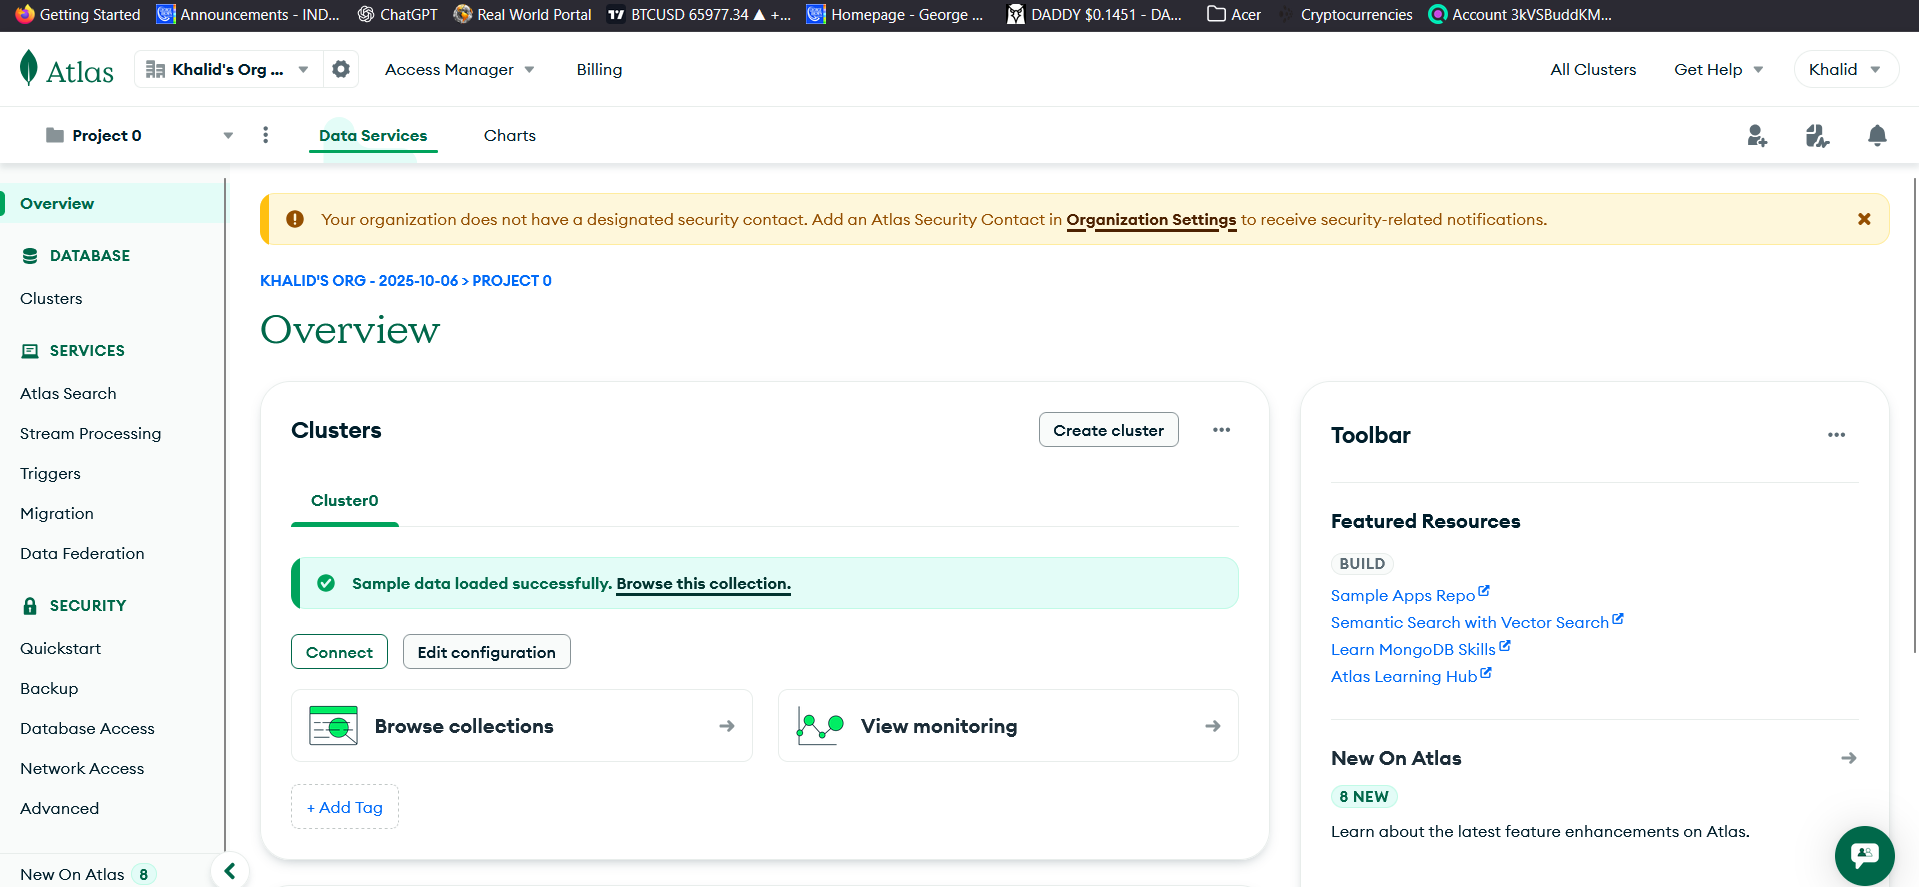 Getting Started Announcements - IND... ChatGPT Real World Portal BTCUSD 65977.34 ▲ +... Homepage - George ... DADDY $0.1451 - DA... Acer Cryptocurrencies Account 3kVSBuddKM...
Atlas Khalid's Org ... Access Manager Billing All Clusters Get Help Khalid
Project 0 Data Services Charts
Overview
DATABASE
Clusters
SERVICES
Atlas Search
Stream Processing
Triggers
Migration
Data Federation
SECURITY
Quickstart
Backup
Database Access
Network Access
Advanced
New On Atlas 8
Your organization does not have a designated security contact. Add an Atlas Security Contact in Organization Settings to receive security-related notifications.
KHALID'S ORG - 2025-10-06 > PROJECT 0
Overview
Clusters
Create cluster
Cluster0
Sample data loaded successfully. Browse this collection.
Connect
Edit configuration
Browse collections
View monitoring
+ Add Tag
Toolbar
Featured Resources
BUILD
Sample Apps Repo
Semantic Search with Vector Search
Learn MongoDB Skills
Atlas Learning Hub
New On Atlas
8 NEW
Learn about the latest feature enhancements on Atlas.